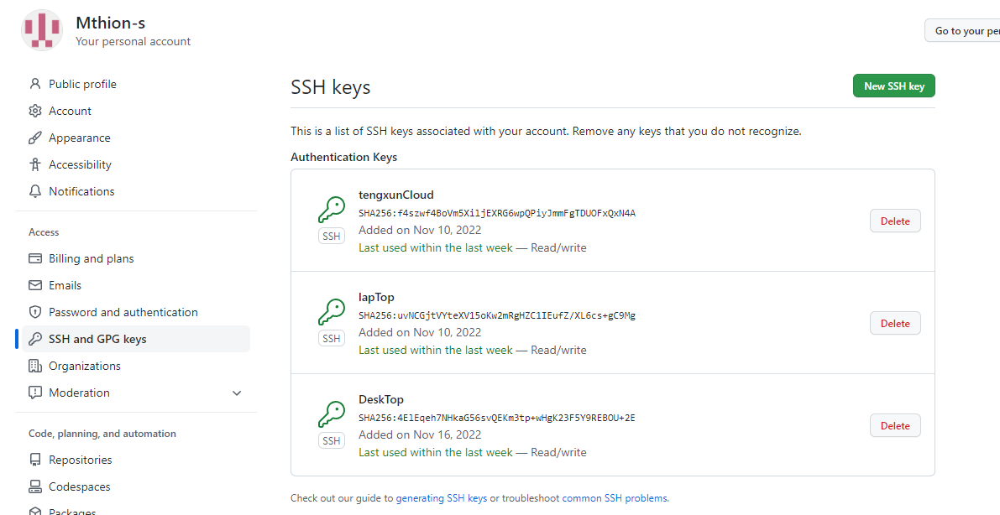 Mthion-s
Your personal account
Go to your per
Public profile
Account
Appearance
Accessibility
Notifications
Access
Billing and plans
Emails
Password and authentication
SSH and GPG keys
Organizations
Moderation
Code, planning, and automation
Repositories
Codespaces
Packages
SSH keys
New SSH key
This is a list of SSH keys associated with your account. Remove any keys that you do not recognize.
Authentication Keys
tengxunCloud
SHA256:f4szwf4BoVm5XiljEXRG6wpQPiyJmmFgTDUOFxQxN4A
SSH
Added on Nov 10, 2022
Last used within the last week — Read/write
Delete
lapTop
SHA256:uvNCGjtVYteXV15oKw2mRgHZC1IEufZ/XL6cs+gC9Mg
SSH
Added on Nov 10, 2022
Last used within the last week — Read/write
Delete
DeskTop
SHA256:4ElEqeh7NHkaG56svQEKm3tp+wHgK23F5Y9REBOU+2E
SSH
Added on Nov 16, 2022
Last used within the last week — Read/write
Delete
Check out our guide to generating SSH keys or troubleshoot common SSH problems.